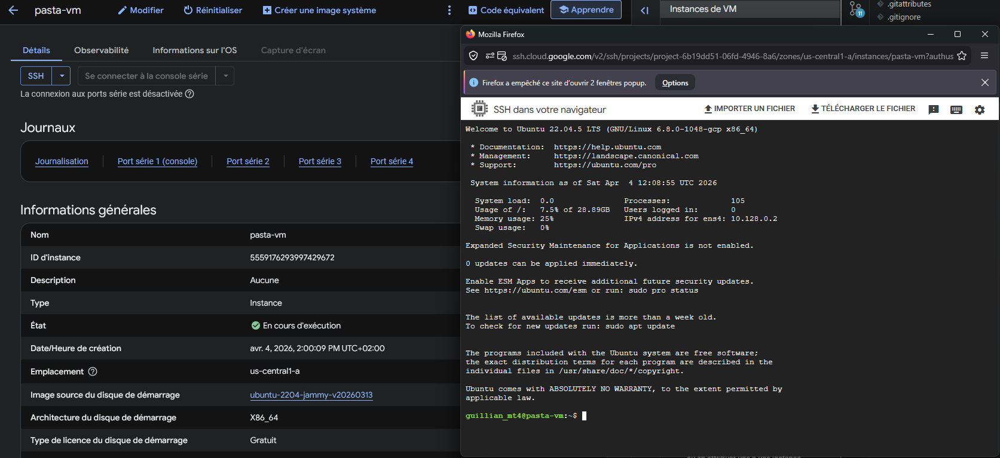 pasta-vm
Modifier
Réinitialiser
Créer une image système
Code équivalent
Apprendre
Instances de VM
11
.gitattributes
.gitignore
Détails
Observabilité
Informations sur l'OS
Capture d'écran
SSH
Se connecter à la console série
La connexion aux ports série est désactivée
Journaux
Journalisation
Port série 1 (console)
Port série 2
Port série 3
Port série 4
Informations générales
Nom pasta-vm
ID d'instance 5559176293997429672
Description Aucune
Type Instance
État En cours d'exécution
Date/Heure de création avr. 4, 2026, 2:00:09 PM UTC+02:00
Emplacement us-central1-a
Image source du disque de démarrage ubuntu-2204-jammy-v20260313
Architecture du disque de démarrage X86_64
Type de licence du disque de démarrage Gratuit
Mozilla Firefox
ssh.cloud.google.com/v2/ssh/projects/project-6b19dd51-06fd-4946-8a6/zones/us-central1-a/instances/pasta-vm?authus
Firefox a empêché ce site d'ouvrir 2 fenêtres popup.
Options
SSH dans votre navigateur
IMPORTER UN FICHIER
TÉLÉCHARGER LE FICHIER
Welcome to Ubuntu 22.04.5 LTS (GNU/Linux 6.8.0-1048-gcp x86_64)
* Documentation: https://help.ubuntu.com
* Management: https://landscape.canonical.com
* Support: https://ubuntu.com/pro
System information as of Sat Apr 4 12:08:55 UTC 2026
System load: 0.0 Processes: 105
Usage of /: 7.5% of 28.89GB Users logged in: 0
Memory usage: 25% IPv4 address for ens4: 10.128.0.2
Swap usage: 0%
Expanded Security Maintenance for Applications is not enabled.
0 updates can be applied immediately.
Enable ESM Apps to receive additional future security updates.
See https://ubuntu.com/esm or run: sudo pro status
The list of available updates is more than a week old.
To check for new updates run: sudo apt update
The programs included with the Ubuntu system are free software;
the exact distribution terms for each program are described in the
individual files in /usr/share/doc/*/copyright.
Ubuntu comes with ABSOLUTELY NO WARRANTY, to the extent permitted by
applicable law.
guillian_mt4@pasta-vm:~$